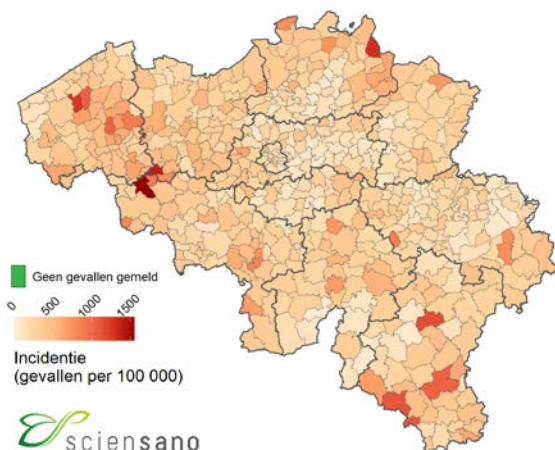 Geen gevallen gemeld
0
500
1000
1500
Incidentie
(gevallen per 100 000)
sciensano